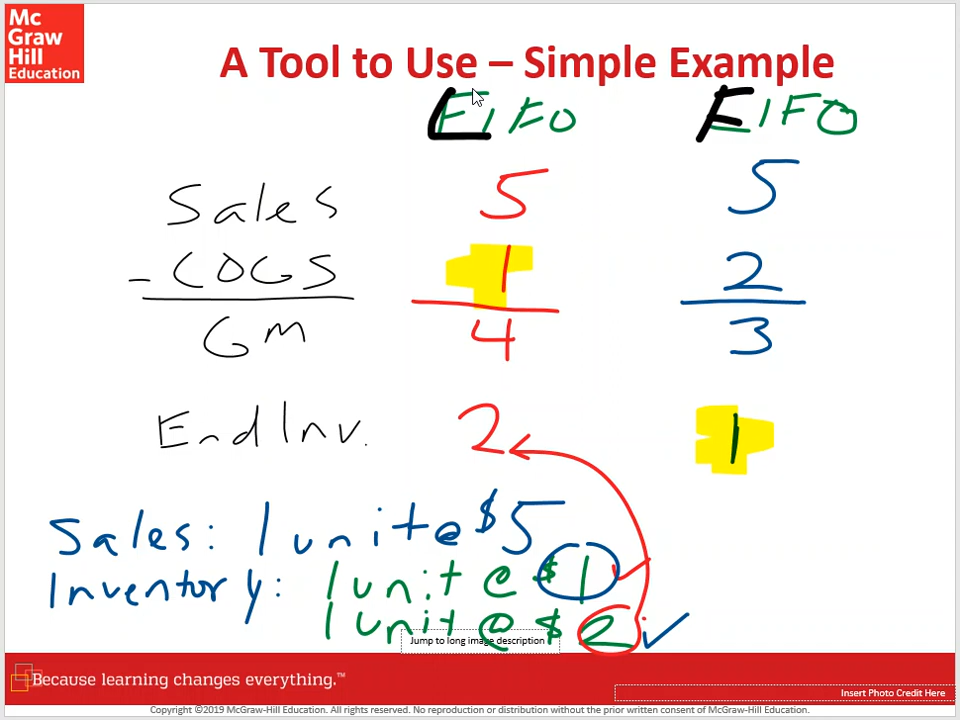 Mc
Graw
Hill
Education
A Tool to Use – Simple Example
LIFO FIFO
Sales 5 5
- COGS 1 2
GM 4 3
End Inv. 2 1
Sales: 1 unit @ $5
Inventory: 1 unit @ $1
1 unit @ $2
Jump to long image description
Because learning changes everything.™
Insert Photo Credit Here
Copyright ©2019 McGraw-Hill Education. All rights reserved. No reproduction or distribution without the prior written consent of McGraw-Hill Education.